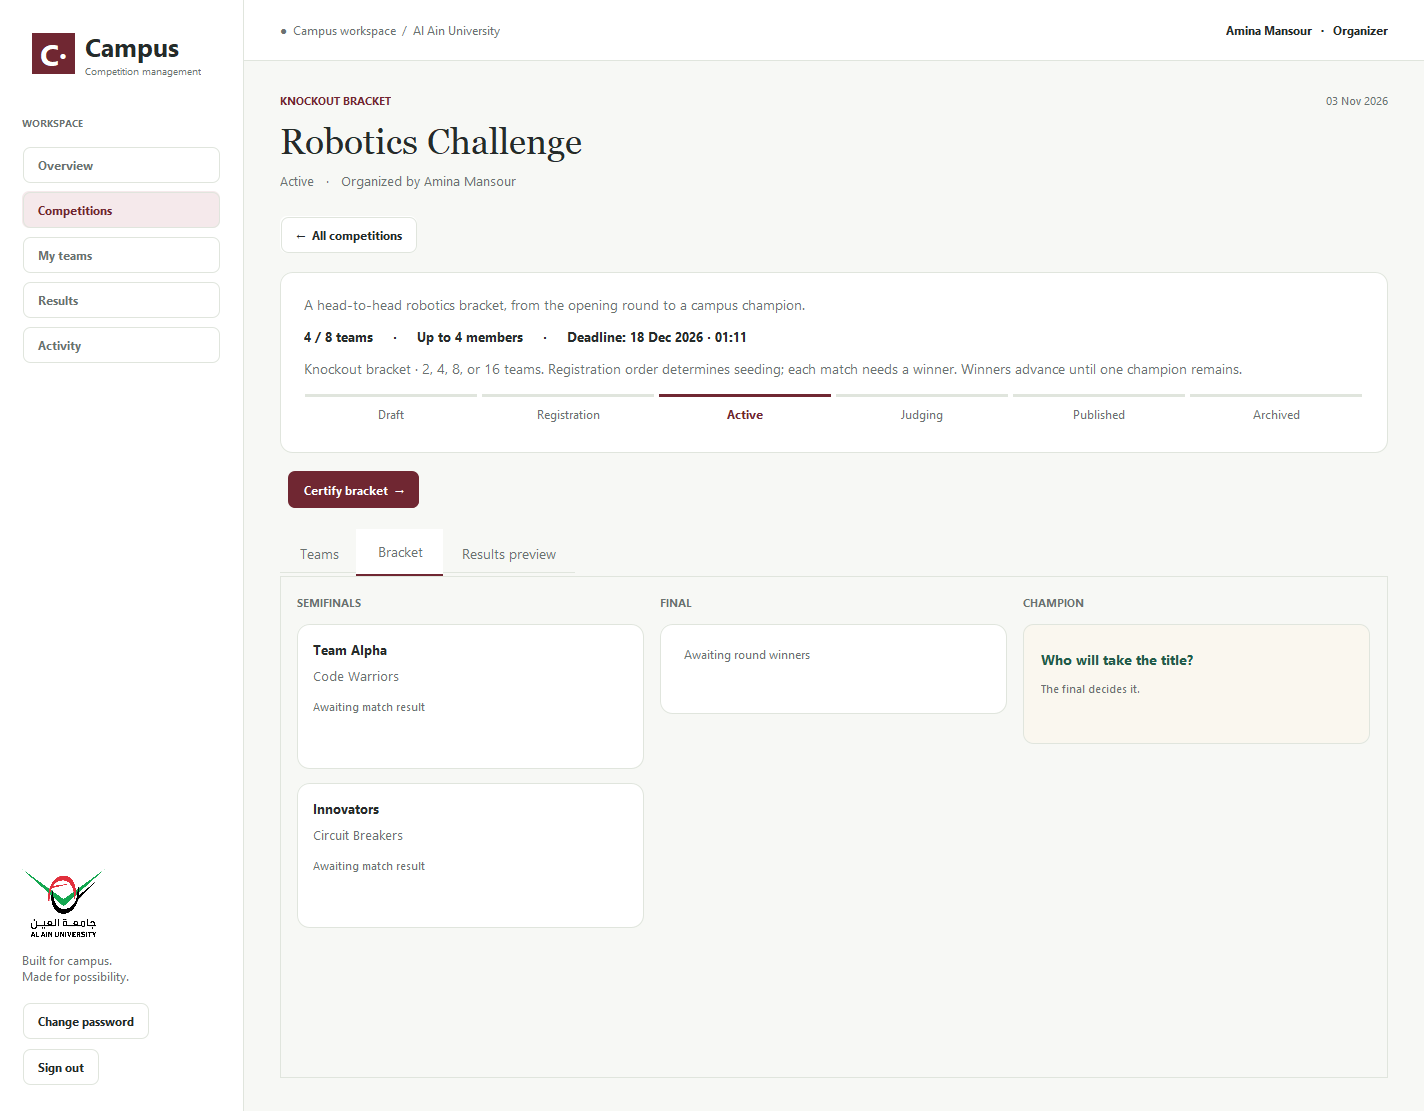 C·
Campus
Competition management
WORKSPACE
Overview
Competitions
My teams
Results
Activity
جامعة العين
AL AIN UNIVERSITY
Built for campus.
Made for possibility.
Change password
Sign out
● Campus workspace / Al Ain University
Amina Mansour · Organizer
KNOCKOUT BRACKET
03 Nov 2026
Robotics Challenge
Active · Organized by Amina Mansour
← All competitions
A head-to-head robotics bracket, from the opening round to a campus champion.
4 / 8 teams · Up to 4 members · Deadline: 18 Dec 2026 · 01:11
Knockout bracket · 2, 4, 8, or 16 teams. Registration order determines seeding; each match needs a winner. Winners advance until one champion remains.
Draft Registration Active Judging Published Archived
Certify bracket →
Teams Bracket Results preview
SEMIFINALS
Team Alpha
Code Warriors
Awaiting match result
Innovators
Circuit Breakers
Awaiting match result
FINAL
Awaiting round winners
CHAMPION
Who will take the title?
The final decides it.